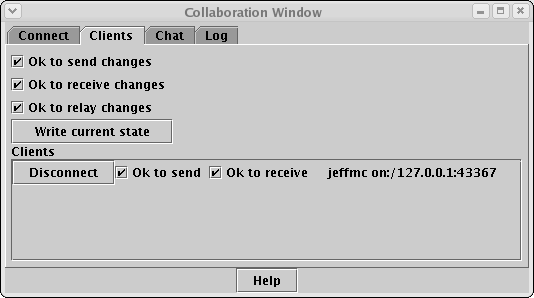 Collaboration Window
Connect Clients Chat Log
Ok to send changes
Ok to receive changes
Ok to relay changes
Write current state
Clients
Disconnect Ok to send Ok to receive jeffmc on:/127.0.0.1:43367
Help